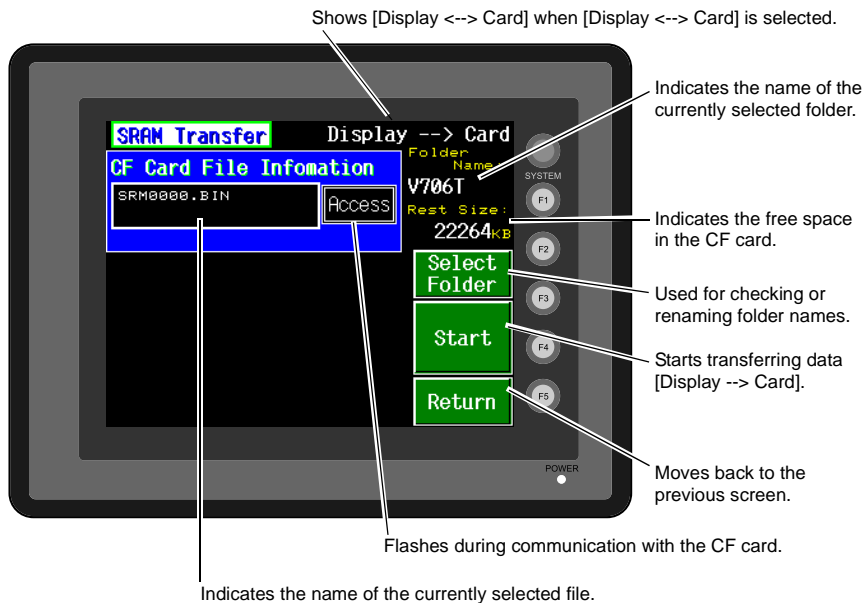 Shows [Display <--> Card] when [Display <--> Card] is selected.
Indicates the name of the
currently selected folder.
SRAM Transfer
Display --> Card
CF Card File Infomation
Folder
Name:
V706T
SRM0000.BIN
Access
Rest Size:
22264KB
Select
Folder
Start
Return
SYSTEM
F1
F2
F3
F4
F5
POWER
Indicates the free space
in the CF card.
Used for checking or
renaming folder names.
Starts transferring data
[Display --> Card].
Moves back to the
previous screen.
Flashes during communication with the CF card.
Indicates the name of the currently selected file.